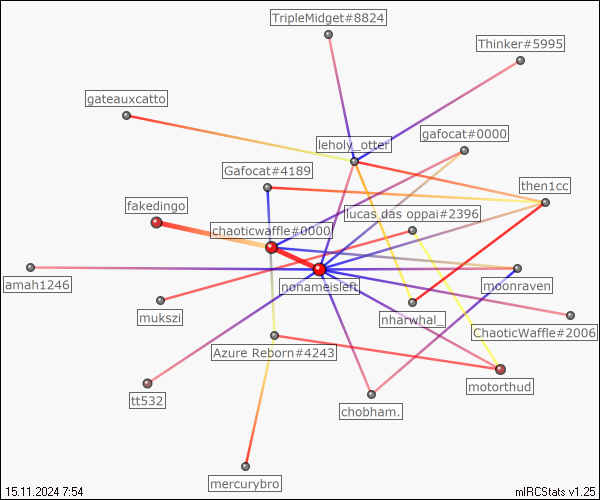 TripleMidget#8824
Thinker#5995
gateauxcatto
gafocat#0000
leholy_otter
Gafocat#4189
then1cc
fakedingo
lucas das oppai#2396
chaoticwaffle#0000
amah1246
nonameisleft
moonraven
mukszi
nharwhal_
ChaoticWaffle#2006
Azure Reborn#4243
motorthud
tt532
chobham.
mercurybro
15.11.2024 7:54
mIRCStats v1.25